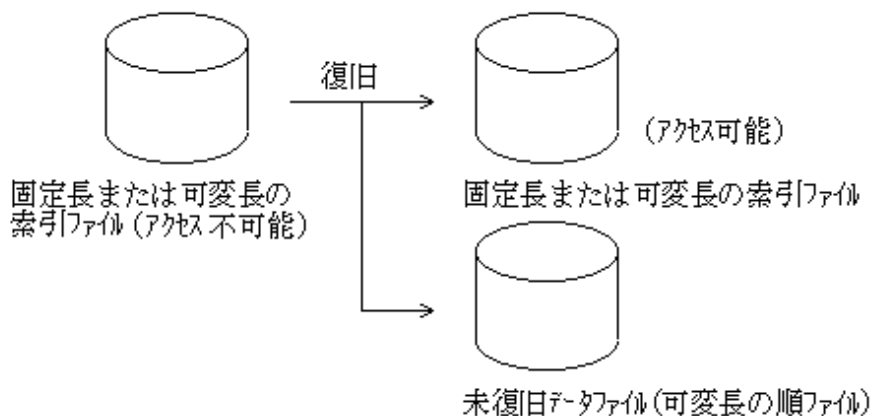 復旧
(アクセス可能)
固定長または可変長の
索引ファイル(アクセス不可能)
固定長または可変長の索引ファイル
未復旧データファイル(可変長の順ファイル)